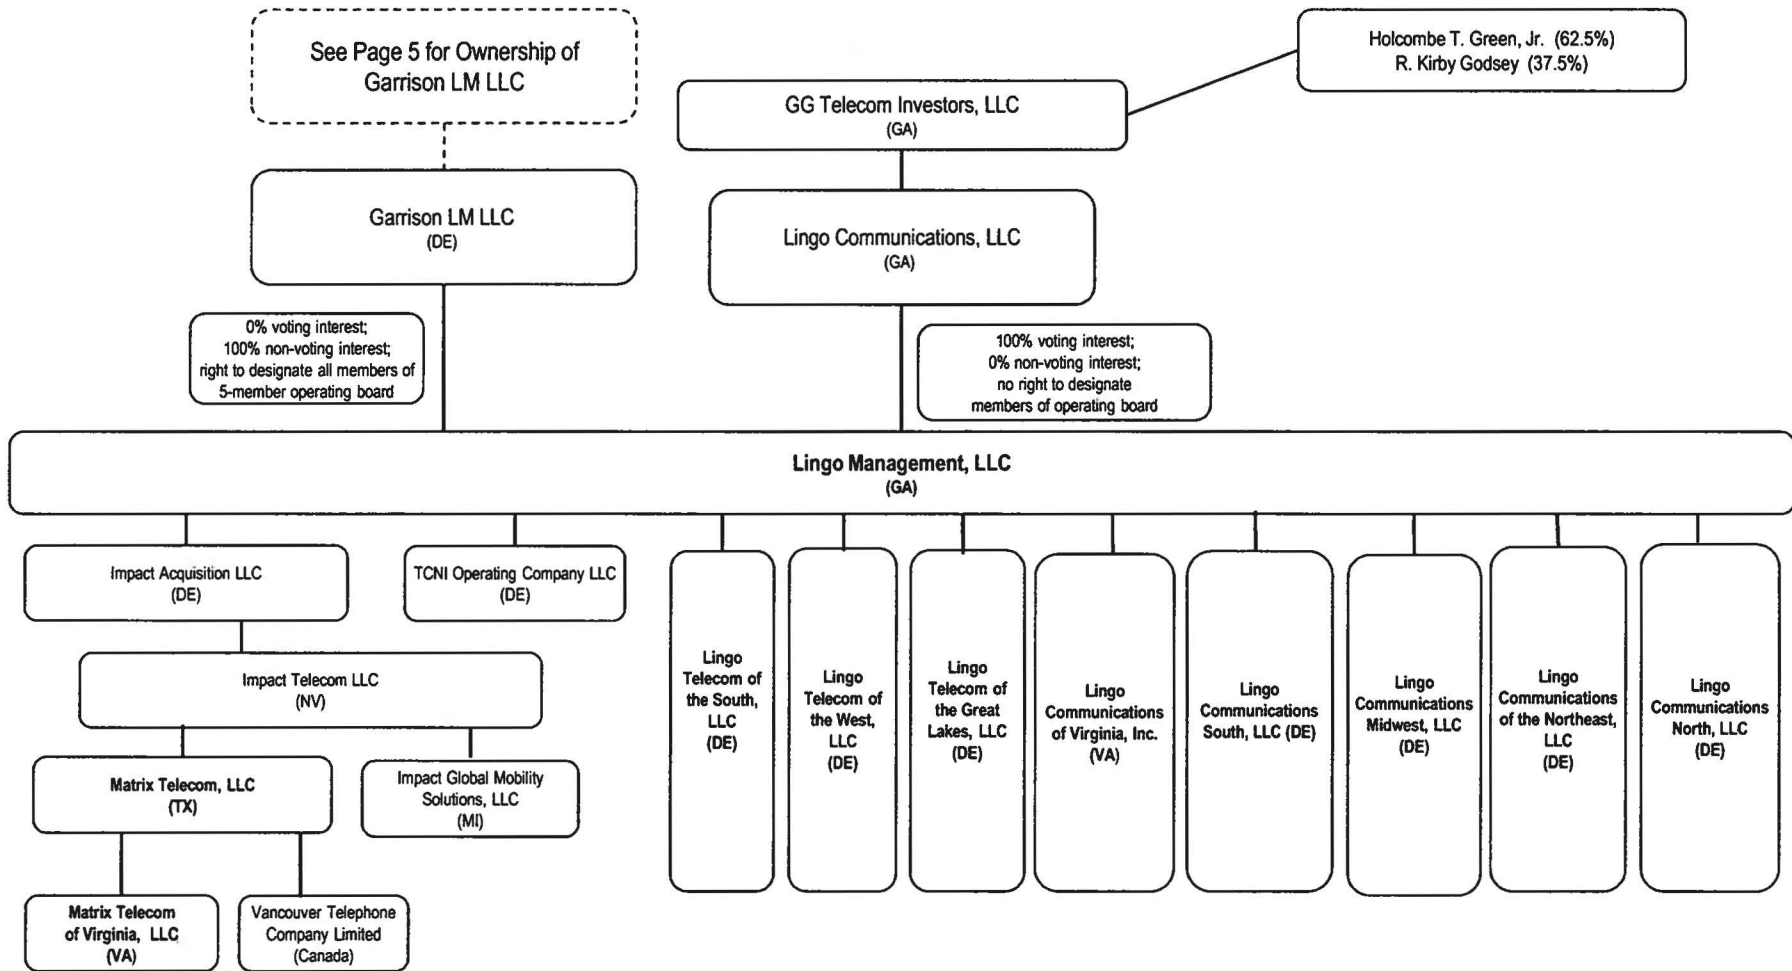 See Page 5 for Ownership of
Garrison LM LLC
Holcombe T. Green, Jr. (62.5%)
R. Kirby Godsey (37.5%)
GG Telecom Investors, LLC
(GA)
Garrison LM LLC
(DE)
Lingo Communications, LLC
(GA)
0% voting interest;
100% non-voting interest;
right to designate all members of
5-member operating board
100% voting interest;
0% non-voting interest;
no right to designate
members of operating board
Lingo Management, LLC
(GA)
Impact Acquisition LLC
(DE)
TCNI Operating Company LLC
(DE)
Impact Telecom LLC
(NV)
Matrix Telecom, LLC
(TX)
Impact Global Mobility
Solutions, LLC
(MI)
Matrix Telecom
of Virginia, LLC
(VA)
Vancouver Telephone
Company Limited
(Canada)
Lingo
Telecom of
the South,
LLC
(DE)
Lingo
Telecom of
the West,
LLC
(DE)
Lingo
Telecom of
the Great
Lakes, LLC
(DE)
Lingo
Communications
of Virginia, Inc.
(VA)
Lingo
Communications
South, LLC (DE)
Lingo
Communications
Midwest, LLC
(DE)
Lingo
Communications
of the Northeast,
LLC
(DE)
Lingo
Communications
North, LLC
(DE)